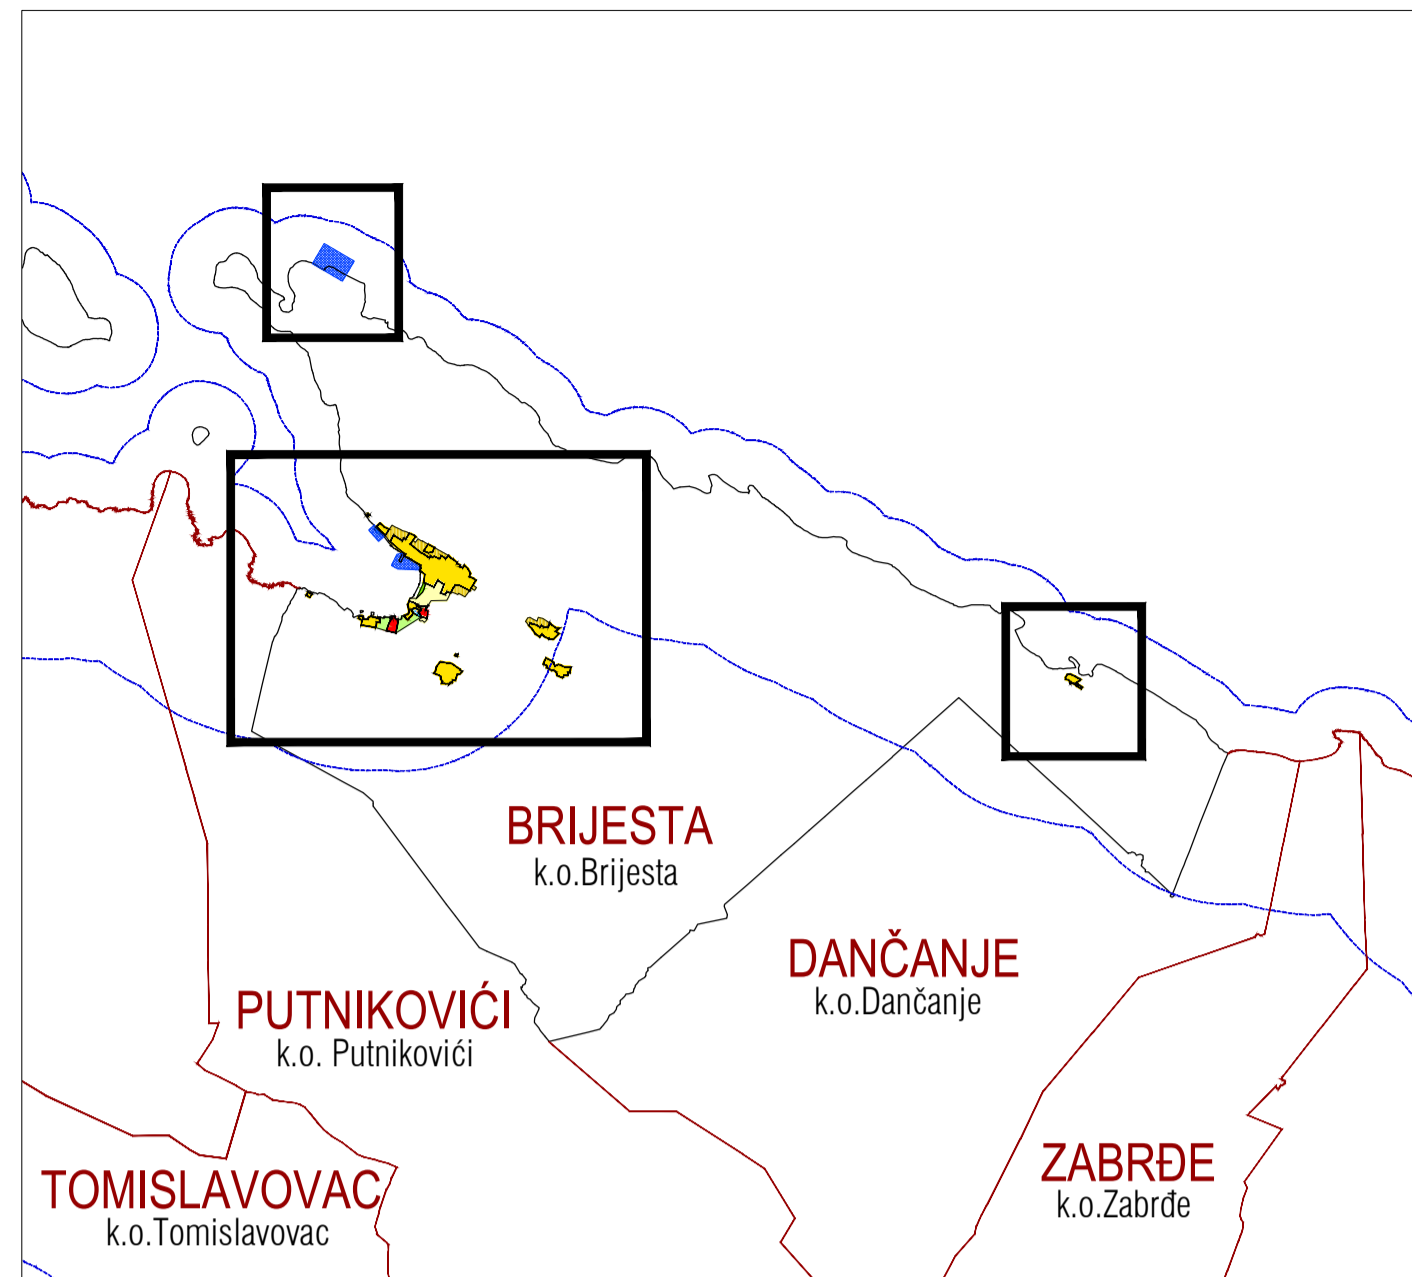 BRIJESTA
k.o.Brijesta
DANČANJE
k.o.Dančanje
PUTNIKOVIĆI
k.o. Putnikovići
ZABRĐE
k.o.Zabrđe
TOMISLAVOVAC
k.o.Tomislavovac